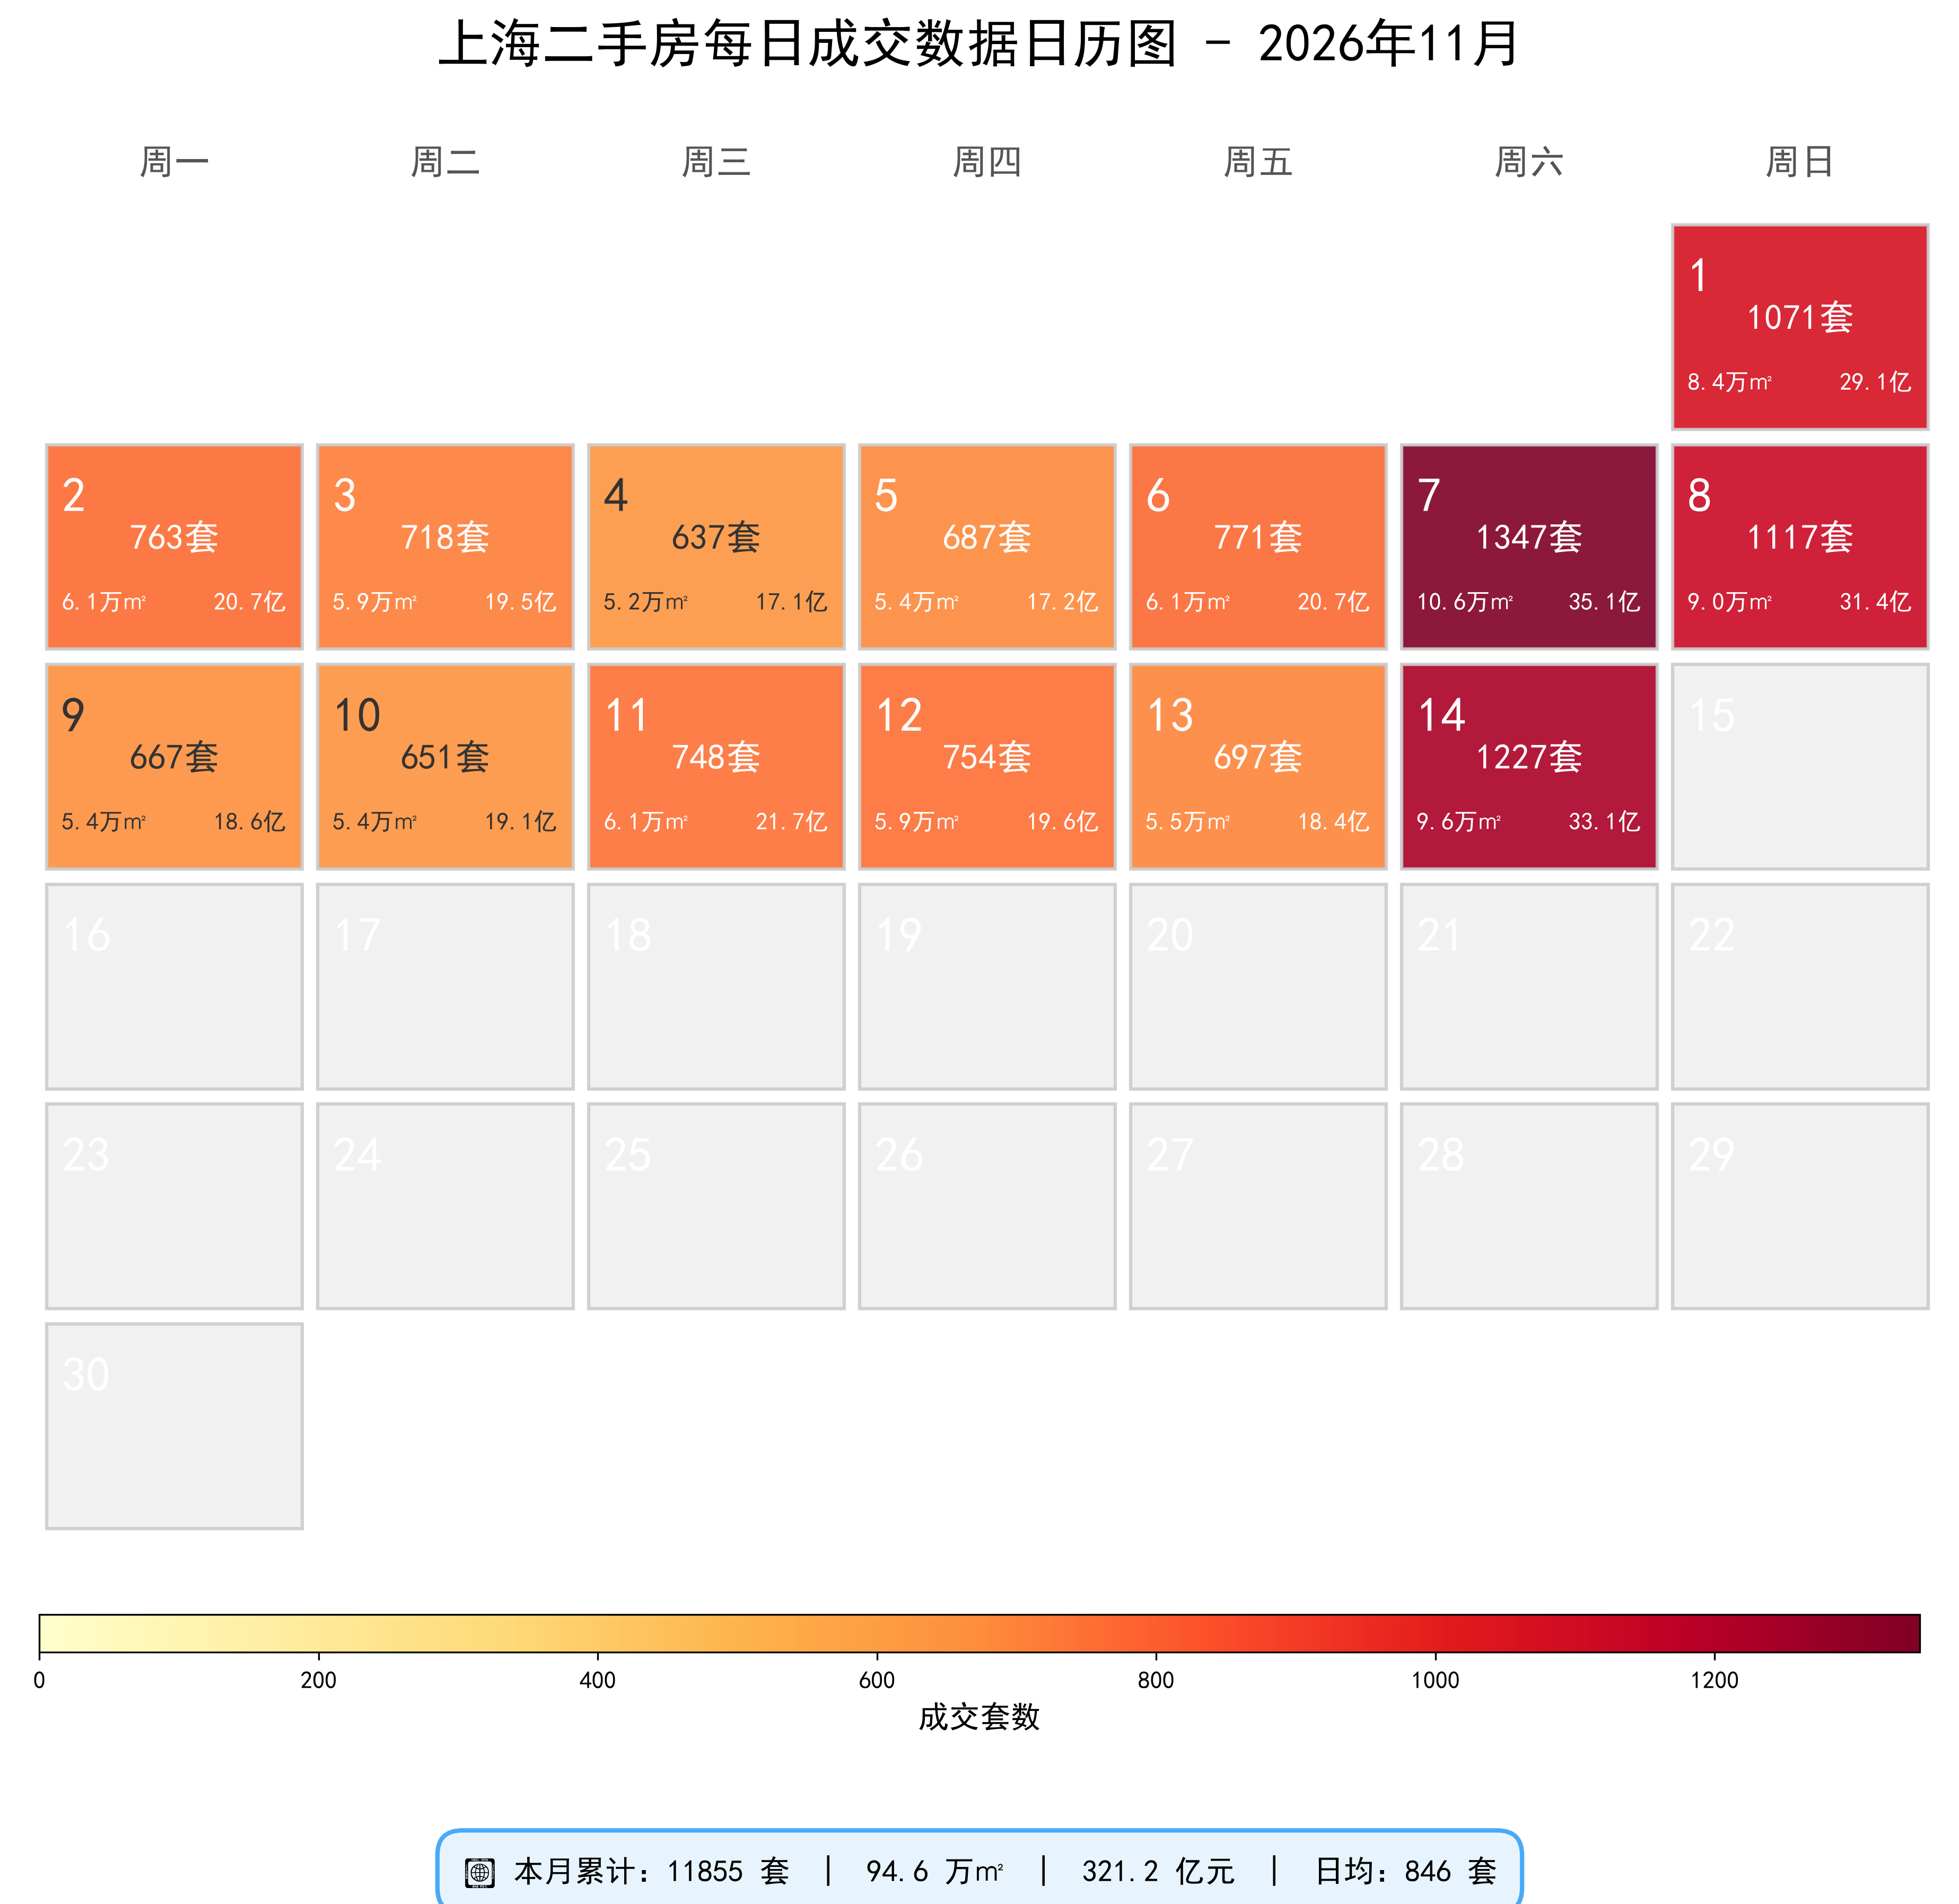 上海二手房每日成交数据日历图 - 2026年11月
周一 周二 周三 周四 周五 周六 周日
1
1071套
8.4万㎡ 29.1亿
2 3 4 5 6 7 8
763套 718套 637套 687套 771套 1347套 1117套
6.1万㎡ 20.7亿 5.9万㎡ 19.5亿 5.2万㎡ 17.1亿 5.4万㎡ 17.2亿 6.1万㎡ 20.7亿 10.6万㎡ 35.1亿 9.0万㎡ 31.4亿
9 10 11 12 13 14 15
667套 651套 748套 754套 697套 1227套
5.4万㎡ 18.6亿 5.4万㎡ 19.1亿 6.1万㎡ 21.7亿 5.9万㎡ 19.6亿 5.5万㎡ 18.4亿 9.6万㎡ 33.1亿
16 17 18 19 20 21 22
23 24 25 26 27 28 29
30
0 200 400 600 800 1000 1200
成交套数
本月累计: 11855 套 | 94.6 万㎡ | 321.2 亿元 | 日均: 846 套